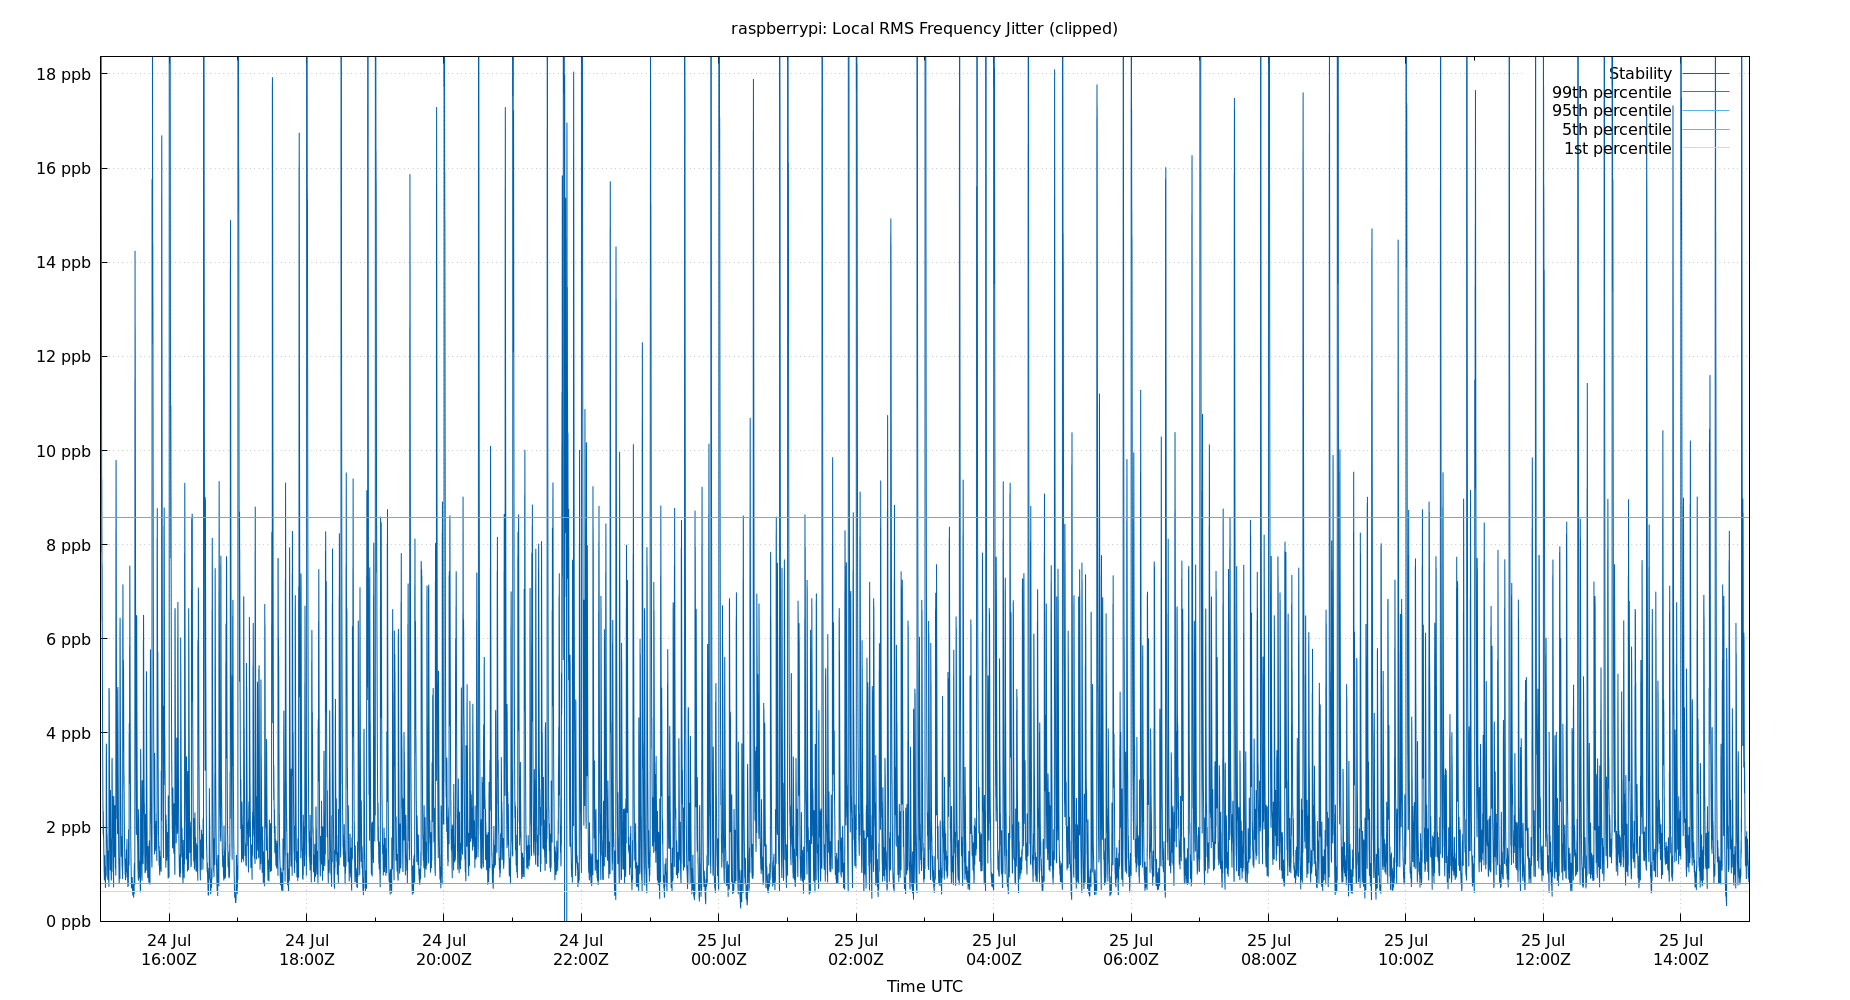 raspberrypi: Local RMS Frequency Jitter (clipped)
18 ppb
16 ppb
14 ppb
12 ppb
10 ppb
8 ppb
6 ppb
4 ppb
2 ppb
0 ppb
Stability
99th percentile
95th percentile
5th percentile
1st percentile
24 Jul
16:00Z
24 Jul
18:00Z
24 Jul
20:00Z
24 Jul
22:00Z
25 Jul
00:00Z
25 Jul
02:00Z
25 Jul
04:00Z
25 Jul
06:00Z
25 Jul
08:00Z
25 Jul
10:00Z
25 Jul
12:00Z
25 Jul
14:00Z
Time UTC